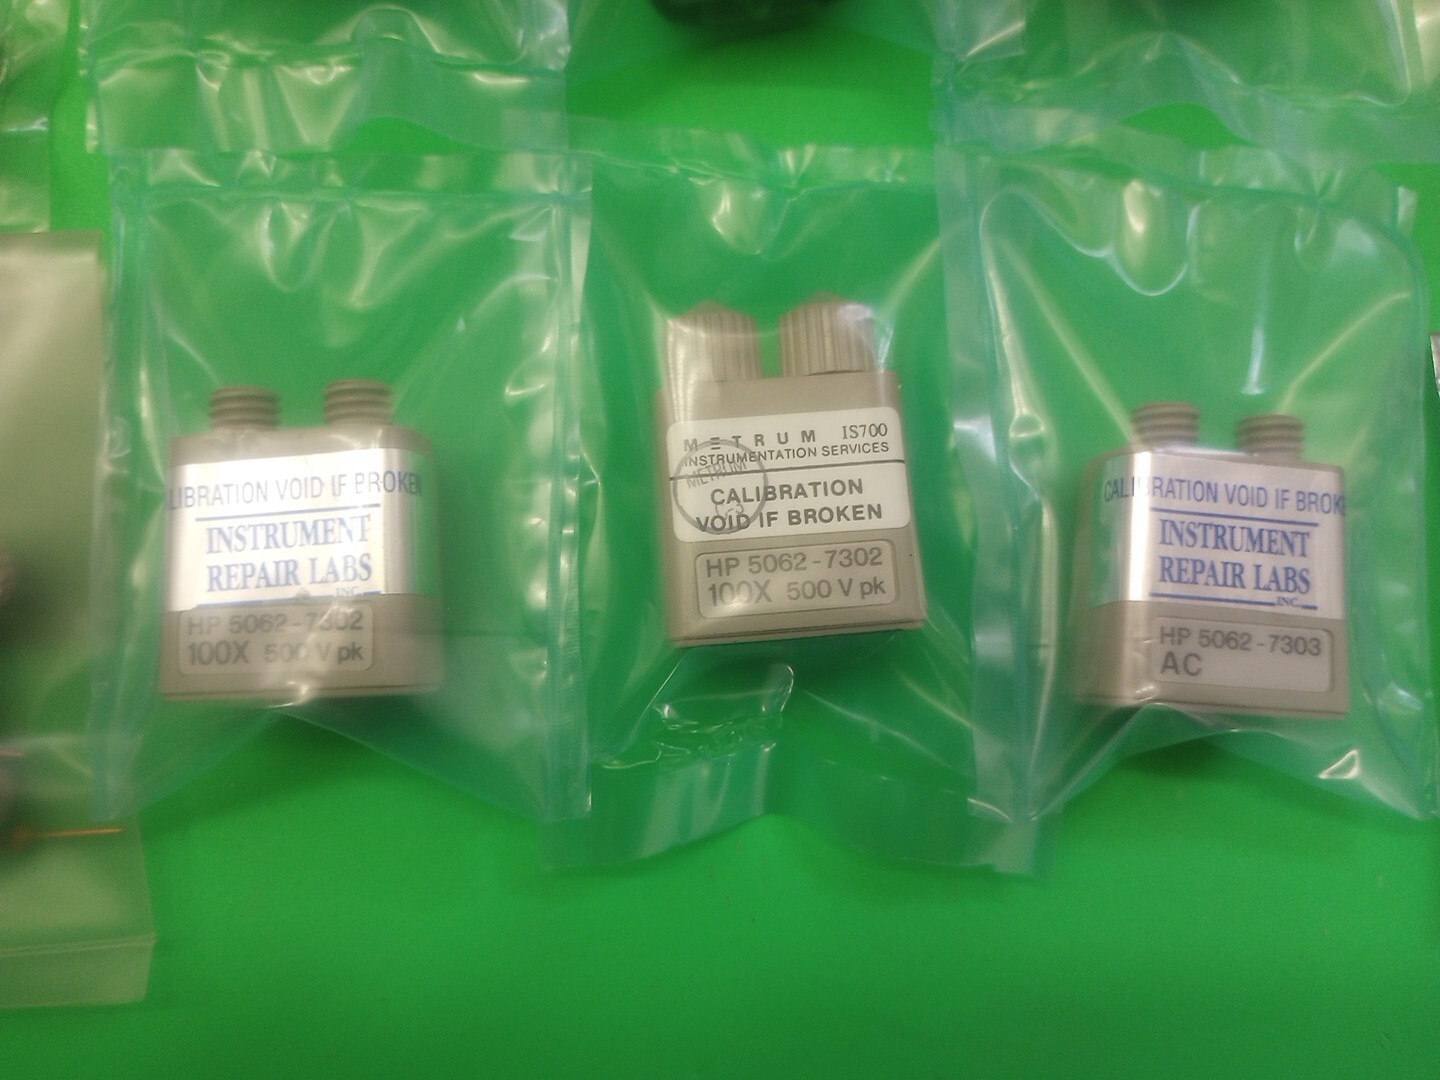 LIBRATION VOID IF BROKEN
INSTRUMENT
REPAIR LABS
INC.
HP 5062-7302
100X 500 V pk
METRUM IS700
INSTRUMENTATION SERVICES
METRUM
C-3
CALIBRATION
VOID IF BROKEN
HP 5062-7302
100X 500 V pk
CALIBRATION VOID IF BROKE
INSTRUMENT
REPAIR LABS
INC.
HP 5062-7303
AC